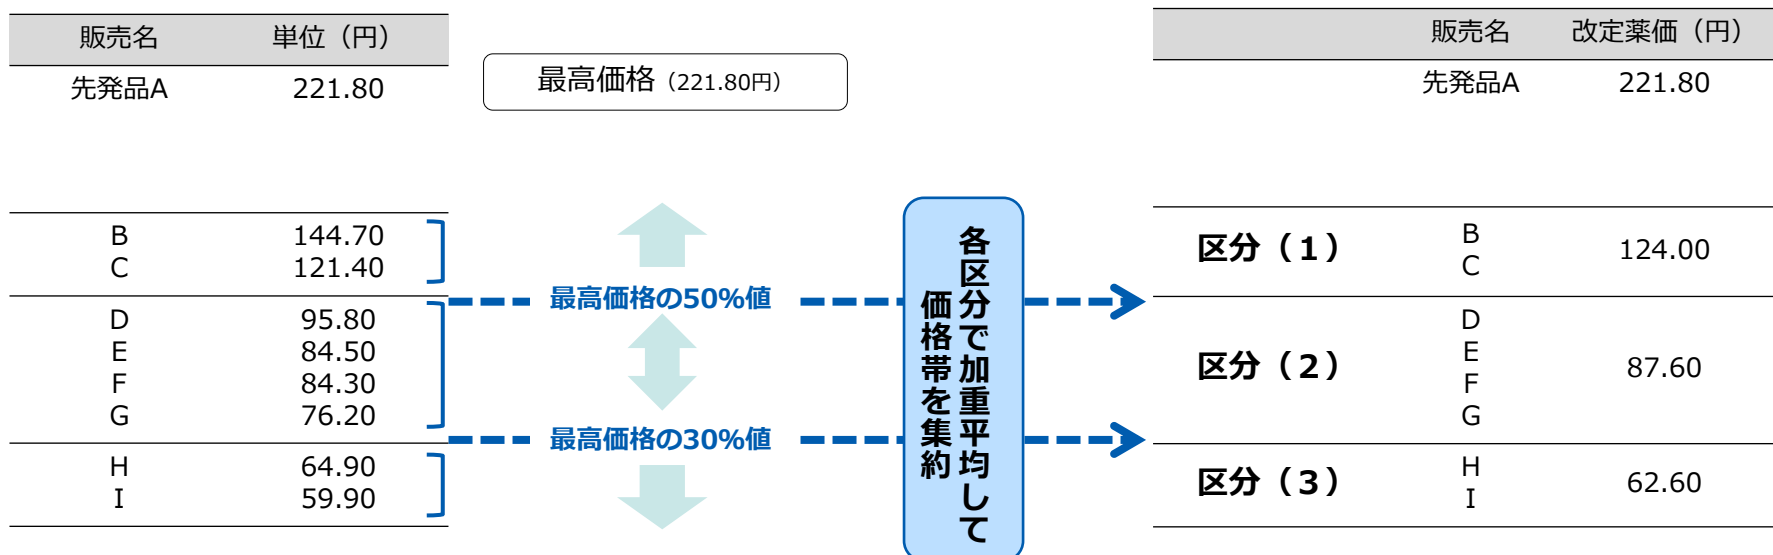 販売名 単位（円）
先発品A 221.80
B 144.70
C 121.40
D 95.80
E 84.50
F 84.30
G 76.20
H 64.90
I 59.90
最高価格（221.80円）
最高価格の50%値
最高価格の30%値
各区分で加重平均して
価格帯を集約
販売名 改定薬価（円）
先発品A 221.80
区分（1） B C 124.00
区分（2） D E F G 87.60
区分（3） H I 62.60